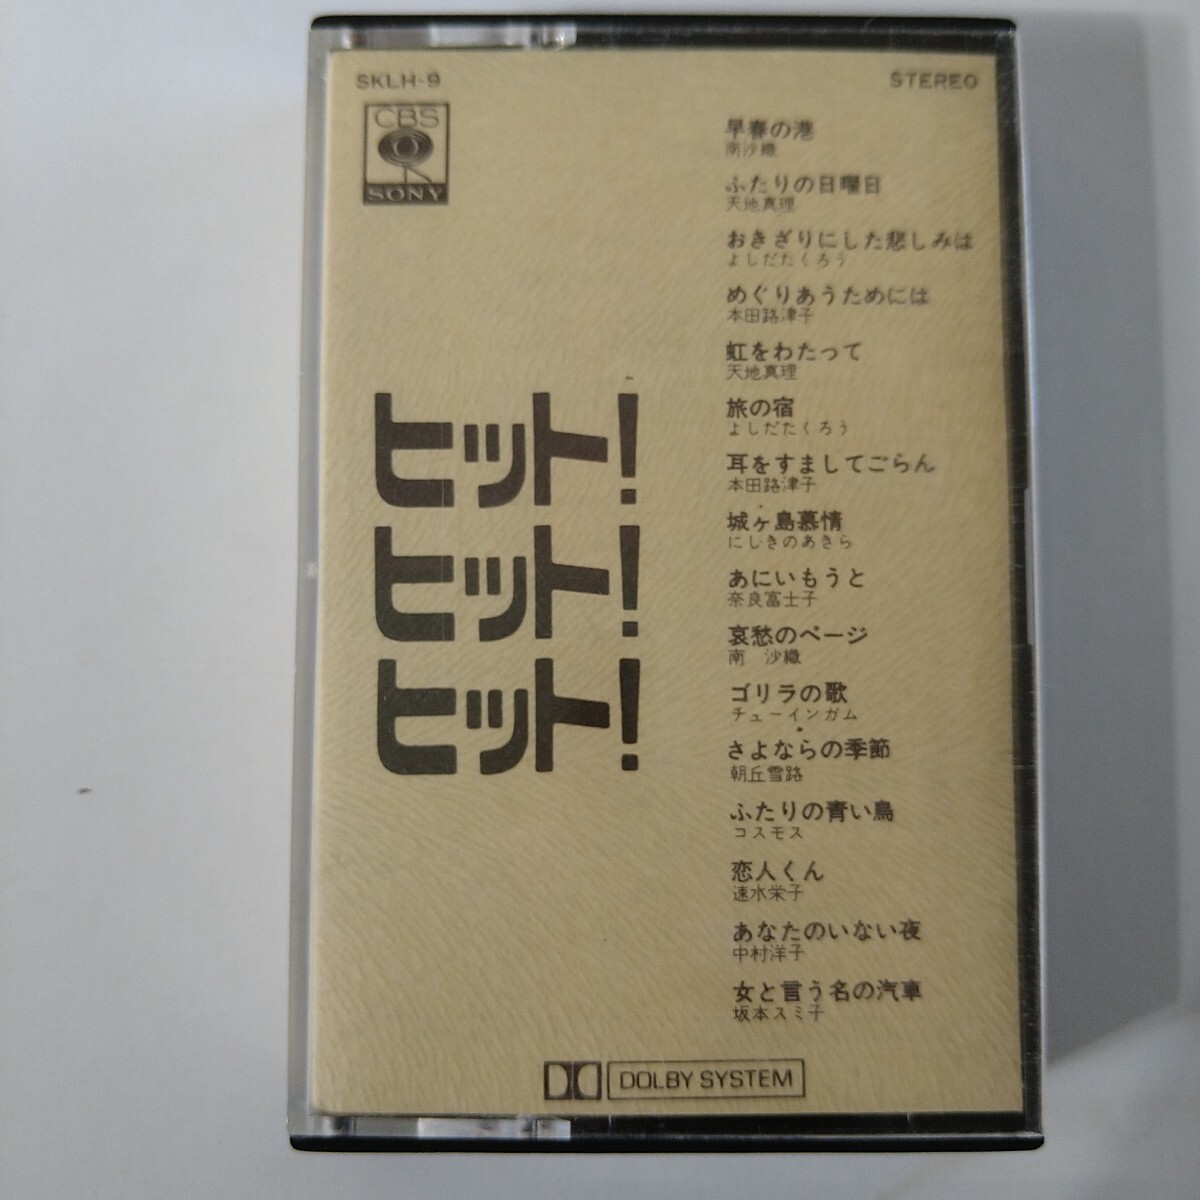 SKLH-9
STEREO
CBS
SONY
ヒット!
ヒット!
ヒット!
早春の港
南沙織
ふたりの日曜日
天地真理
おきざりにした悲しみは
よしだたくろう
めぐりあうためには
本田路津子
虹をわたって
天地真理
旅の宿
よしだたくろう
耳をすましてごらん
本田路津子
城ヶ島慕情
にしきのあきら
あにいもうと
奈良富士子
哀愁のページ
南 沙織
ゴリラの歌
チューインガム
さよならの季節
朝丘雪路
ふたりの青い鳥
コスモス
恋人くん
速水栄子
あなたのいない夜
中村洋子
女と言う名の汽車
坂本スミ子
DOLBY SYSTEM